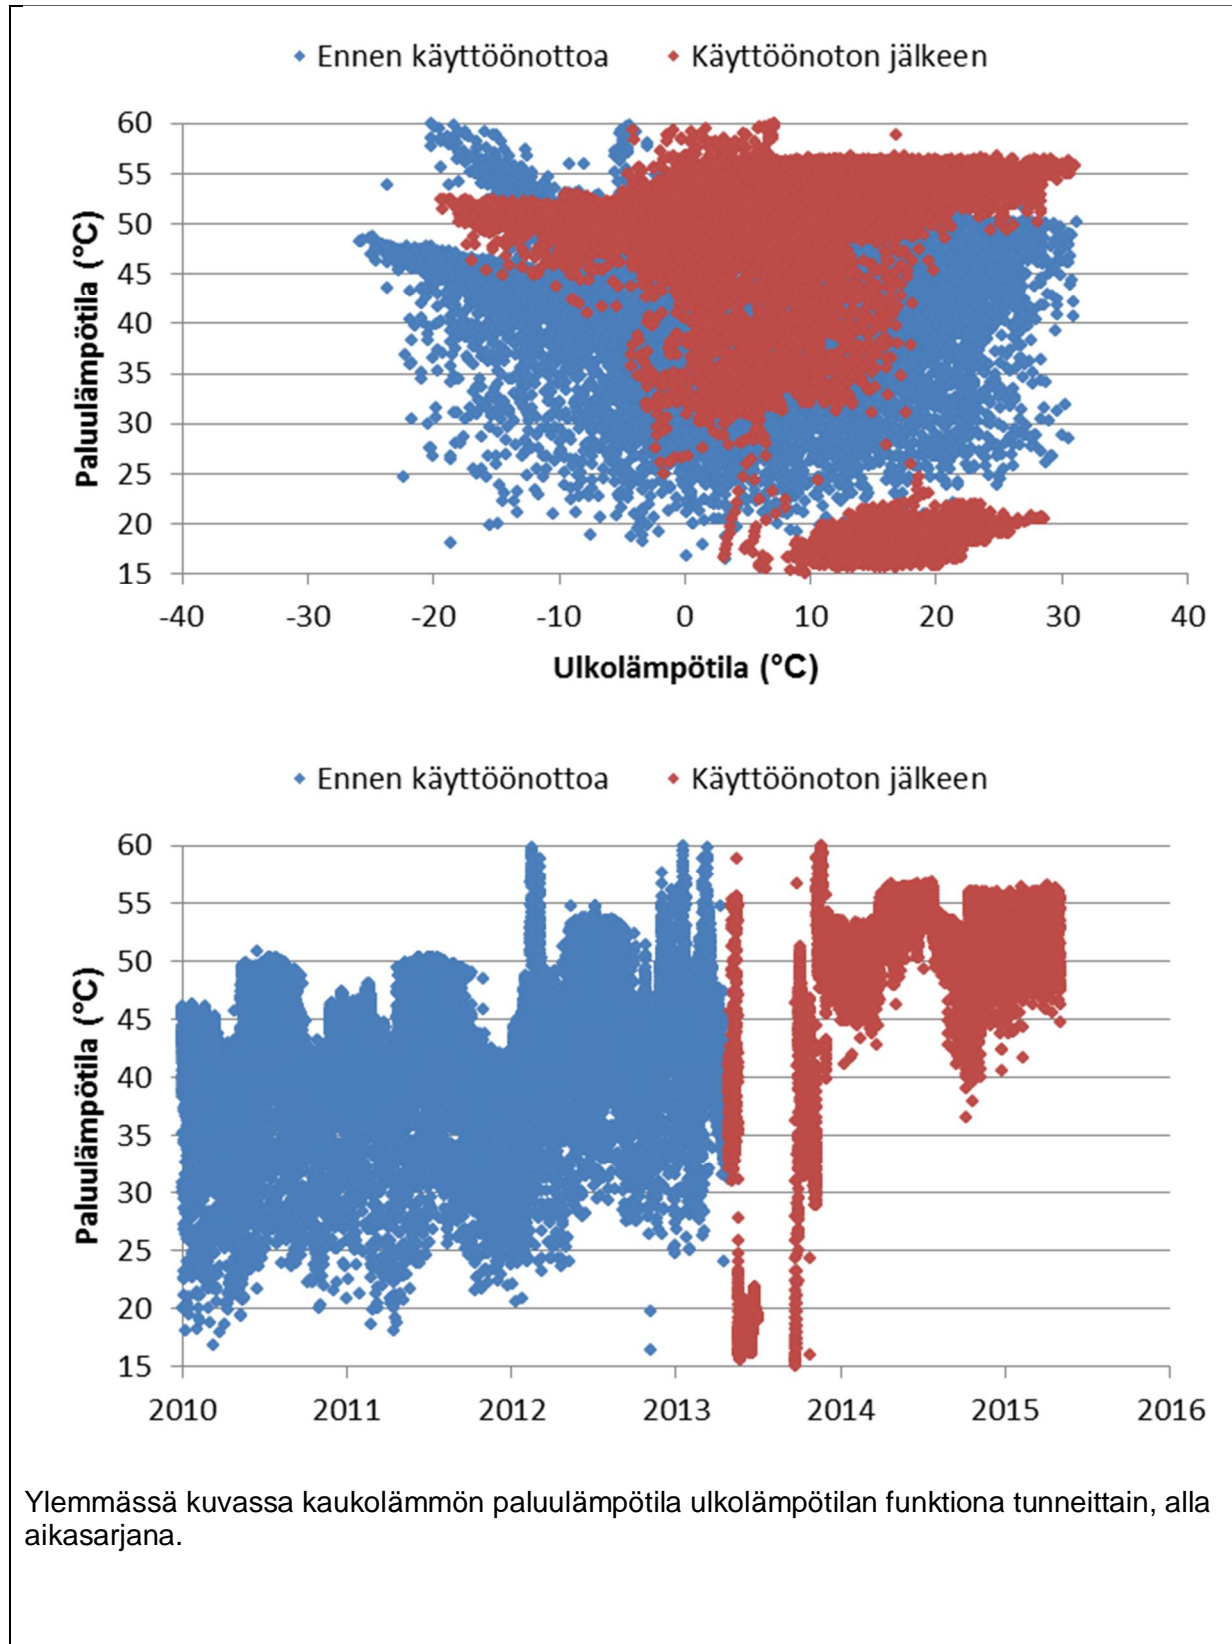 Ennen käyttöönottoa Käyttöönoton jälkeen
60
55
50
45
40
35
30
25
20
15
Paluulämpötila (°C)
-40 -30 -20 -10 0 10 20 30 40
Ulkolämpötila (°C)
Ennen käyttöönottoa Käyttöönoton jälkeen
60
55
50
45
40
35
30
25
20
15
Paluulämpötila (°C)
2010 2011 2012 2013 2014 2015 2016
Ylemmässä kuvassa kaukolämmön paluulämpötila ulkolämpötilan funktiona tunneittain, alla
aikasarjana.